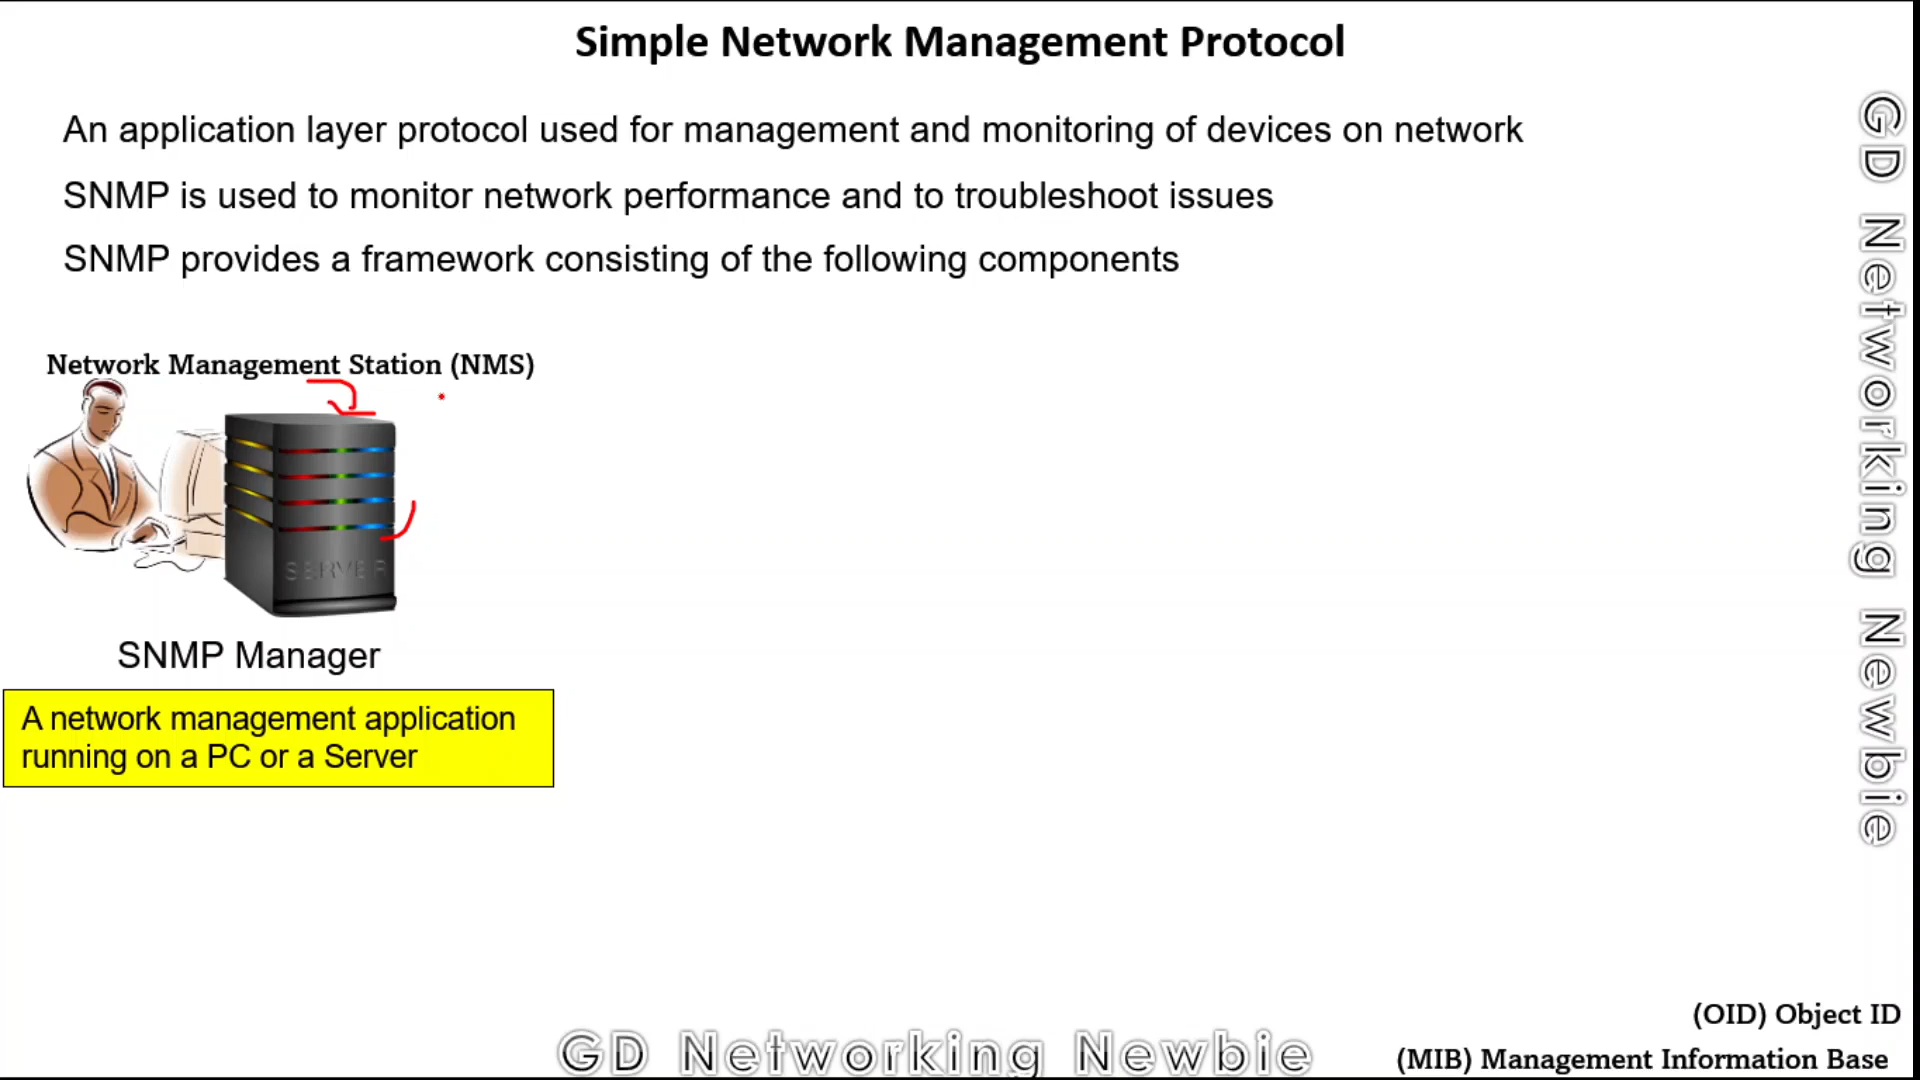 Simple Network Management Protocol
An application layer protocol used for management and monitoring of devices on network
SNMP is used to monitor network performance and to troubleshoot issues
SNMP provides a framework consisting of the following components
Network Management Station (NMS)
SERVER
SNMP Manager
A network management application
running on a PC or a Server
GD Networking Newbie
(OID) Object ID
(MIB) Management Information Base
GD Networking Newbie